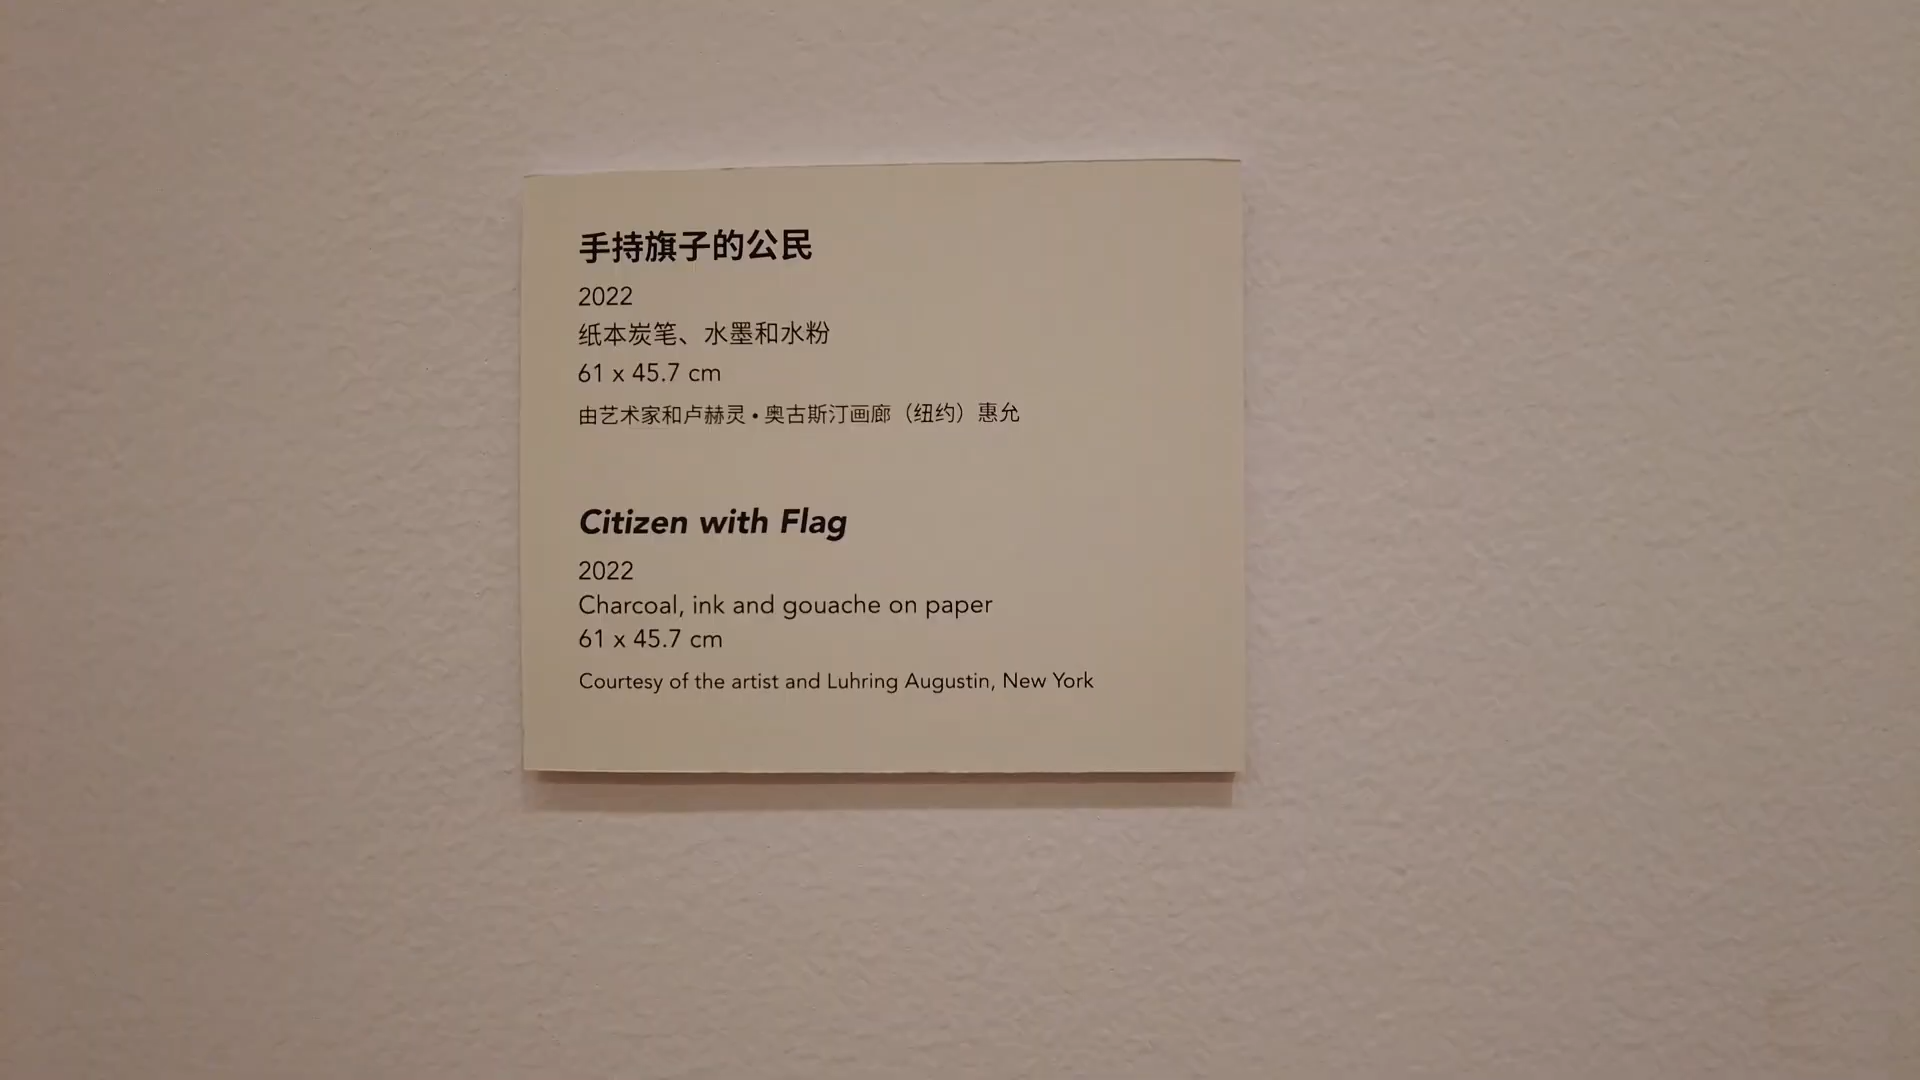 手持旗子的公民
2022
纸本炭笔、水墨和水粉
61 x 45.7 cm
由艺术家和卢赫灵•奥古斯汀画廊（纽约）惠允
Citizen with Flag
2022
Charcoal, ink and gouache on paper
61 x 45.7 cm
Courtesy of the artist and Luhring Augustin, New York